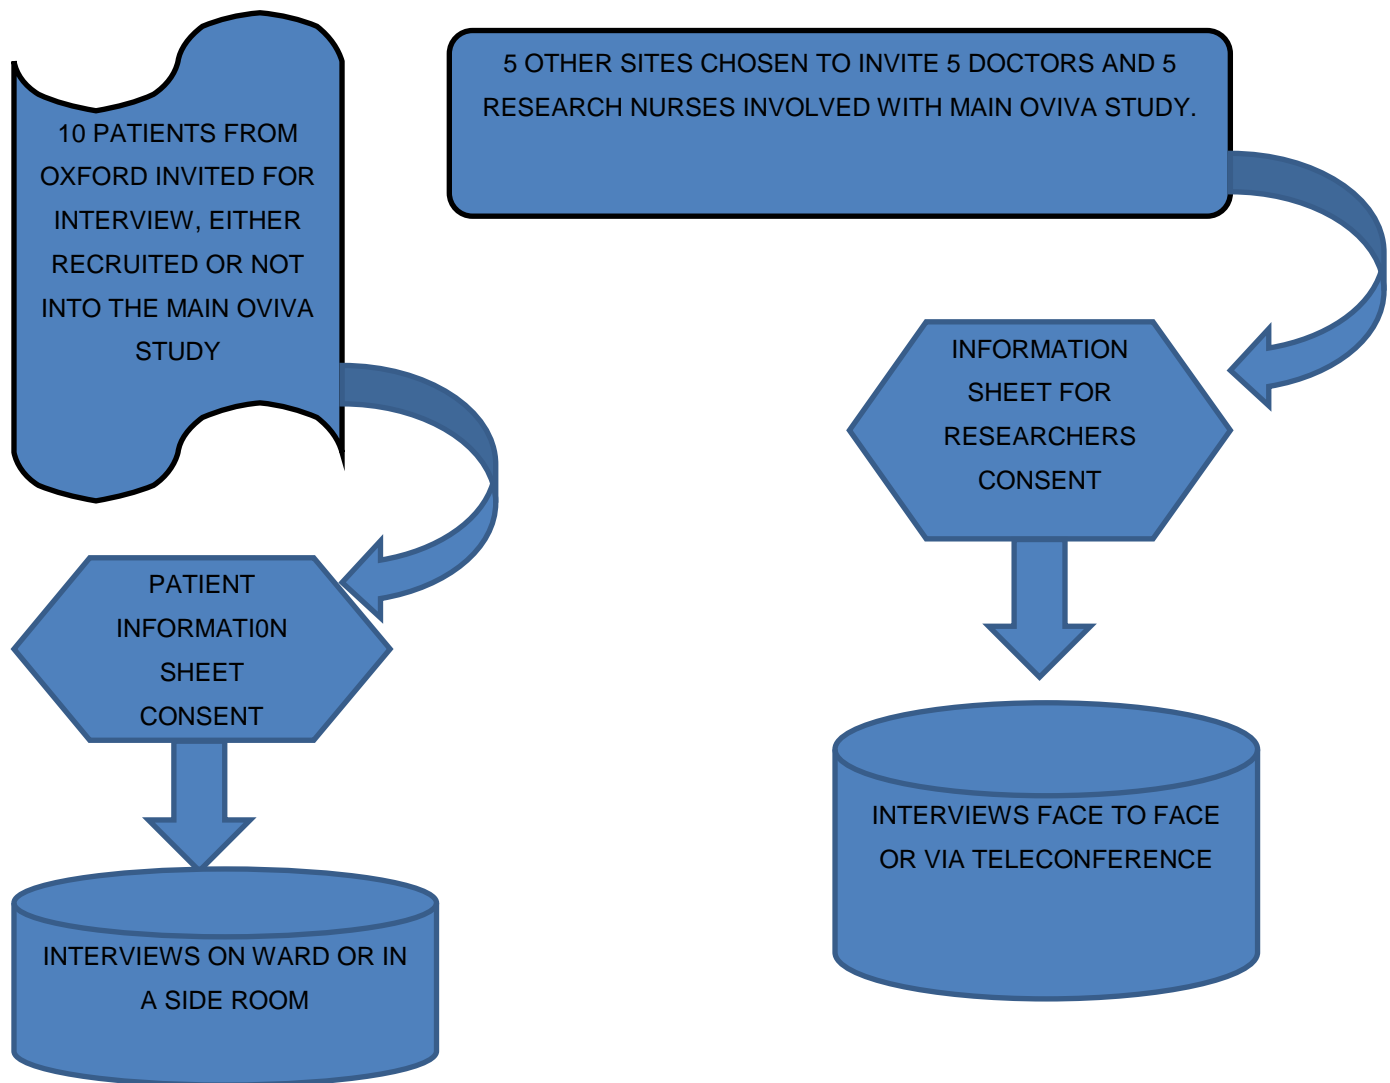 10 PATIENTS FROM
OXFORD INVITED FOR
INTERVIEW, EITHER
RECRUITED OR NOT
INTO THE MAIN OVIVA
STUDY
5 OTHER SITES CHOSEN TO INVITE 5 DOCTORS AND 5
RESEARCH NURSES INVOLVED WITH MAIN OVIVA STUDY.
INFORMATION
SHEET FOR
RESEARCHERS
CONSENT
PATIENT
INFORMATI0N
SHEET
CONSENT
INTERVIEWS FACE TO FACE
OR VIA TELECONFERENCE
INTERVIEWS ON WARD OR IN
A SIDE ROOM